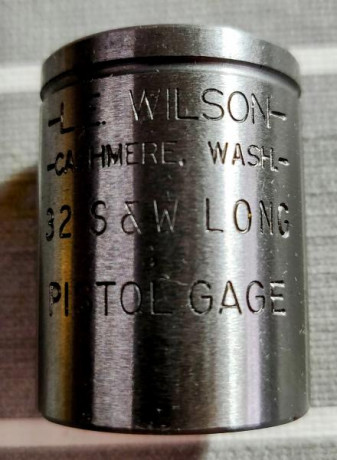 -L.E. WILSON-
-CASHMERE, WASH.-
32 S & W LONG
PISTOL GAGE